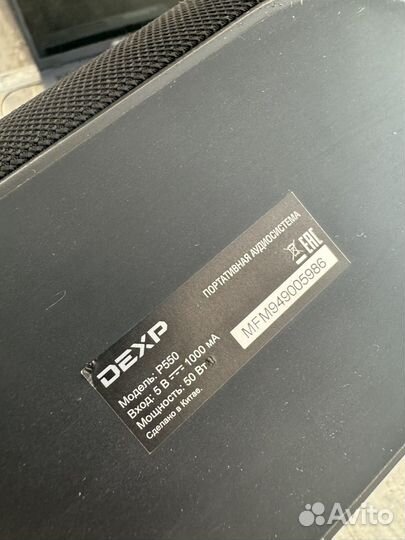 DEXP
ПОРТАТИВНАЯ АУДИОСИСТЕМА
Модель: P550
Вход: 5 В ⎓ 1000 мА
Мощность: 50 Вт
Сделано в Китае.
EAC
MFM949005986
Avito